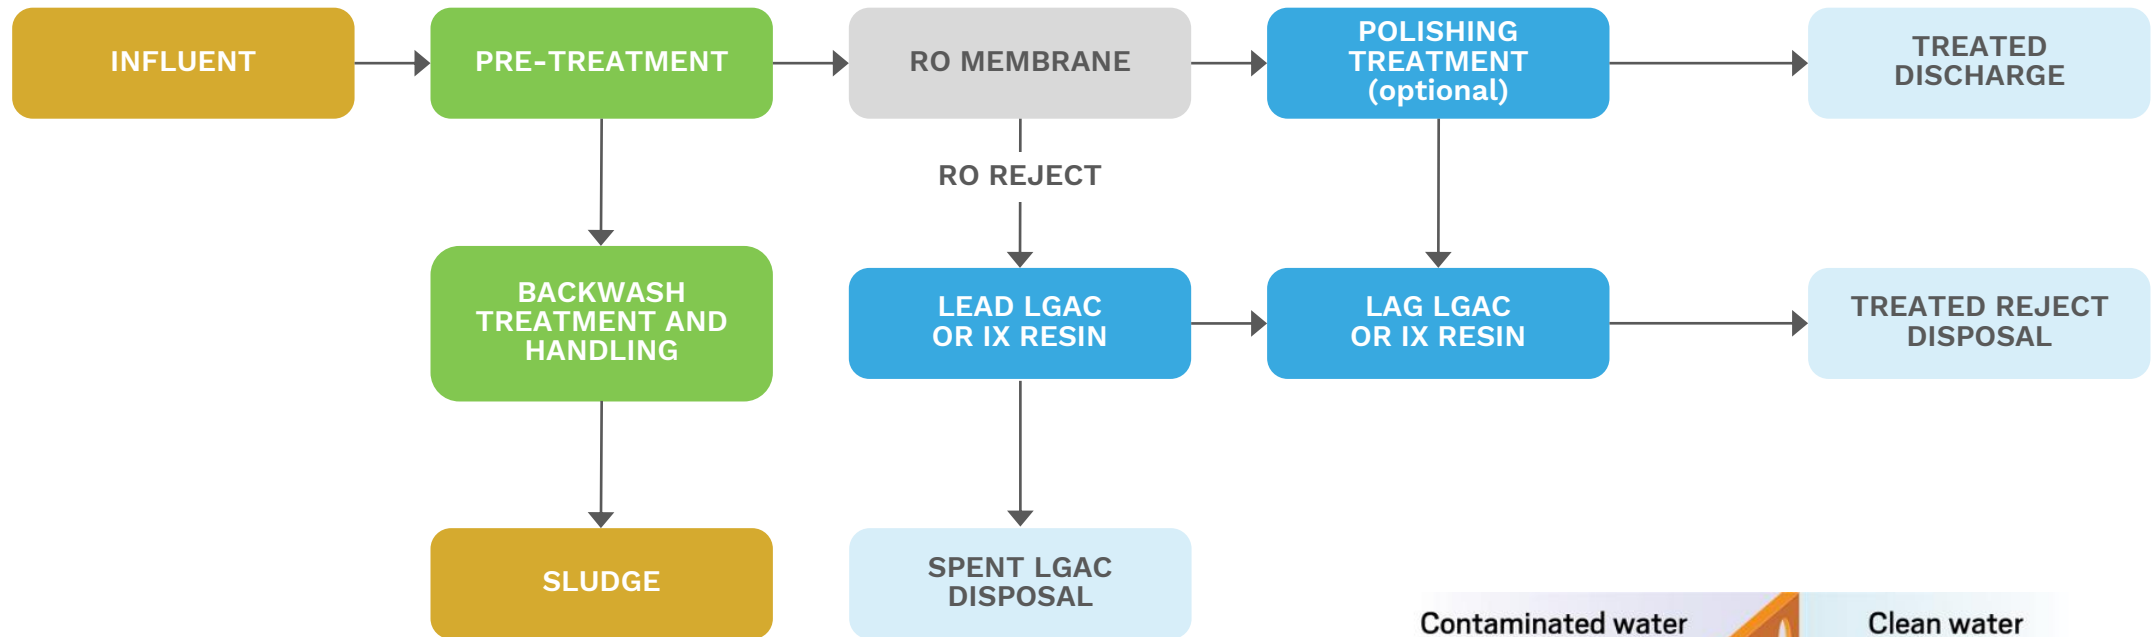 INFLUENT
PRE-TREATMENT
RO MEMBRANE
POLISHING
TREATMENT
(optional)
TREATED
DISCHARGE
RO REJECT
BACKWASH
TREATMENT AND
HANDLING
LEAD LGAC
OR IX RESIN
LAG LGAC
OR IX RESIN
TREATED REJECT
DISPOSAL
SLUDGE
SPENT LGAC
DISPOSAL
Contaminated water
Clean water